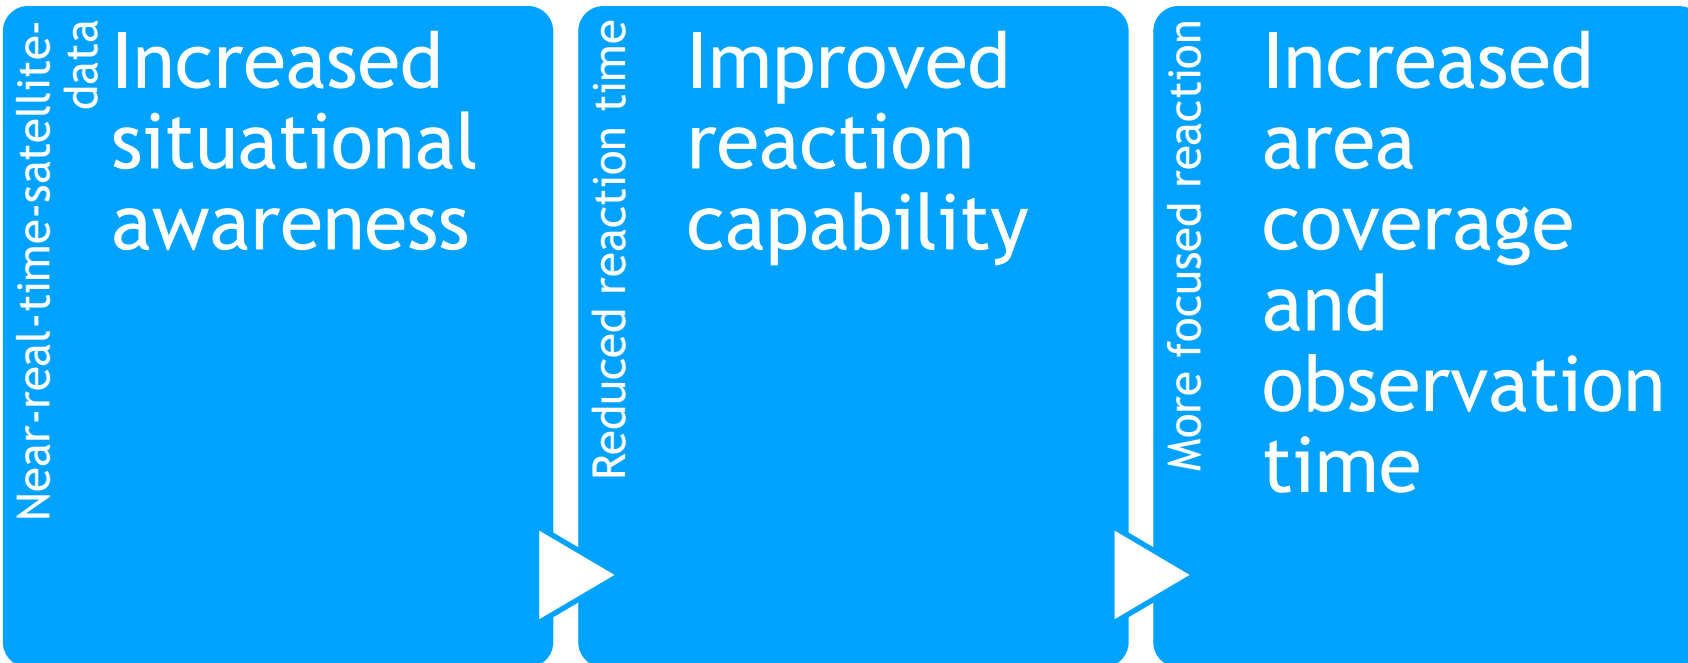 Near-real-time-satellite-
data
Increased
situational
awareness
Reduced reaction time
Improved
reaction
capability
More focused reaction
Increased
area
coverage
and
observation
time